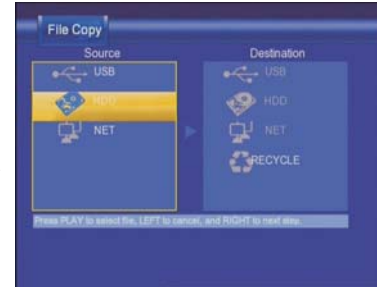 File Copy
Source
Destination
USB
HDD
NET
USB
HDD
NET
RECYCLE
Press PLAY to select file, LEFT to cancel, and RIGHT to next step.